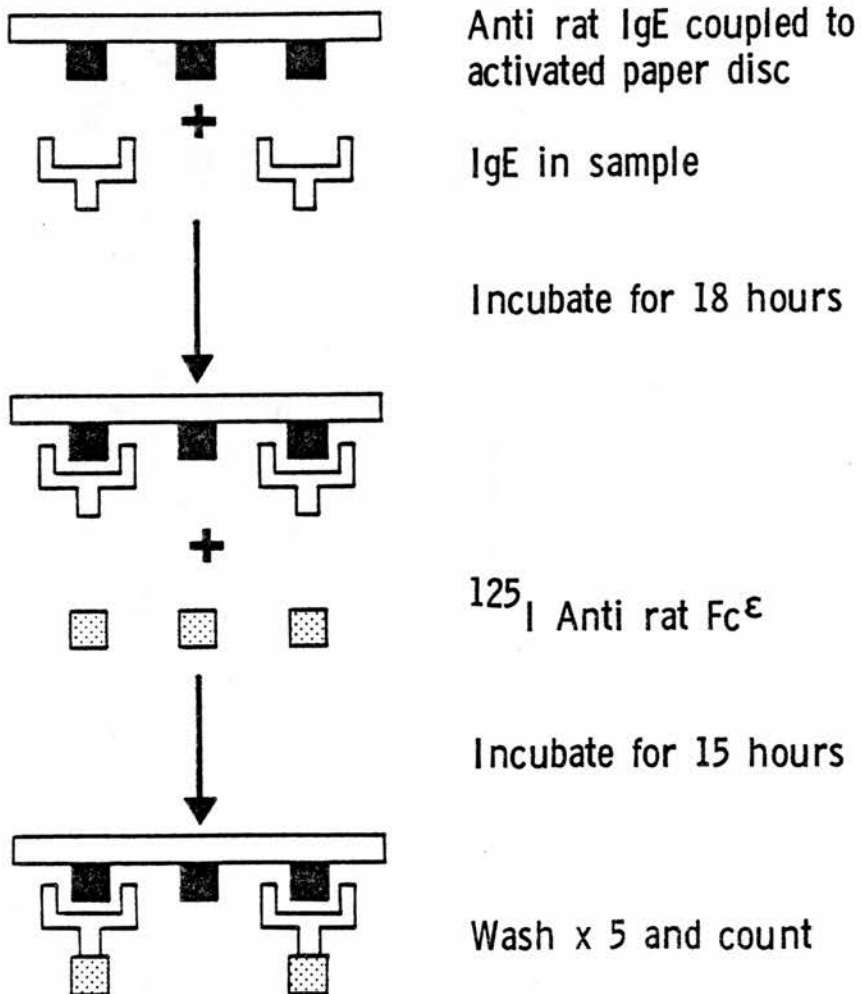 Anti rat IgE coupled to
activated paper disc
IgE in sample
Incubate for 18 hours
125I Anti rat Fcε
Incubate for 15 hours
Wash x 5 and count